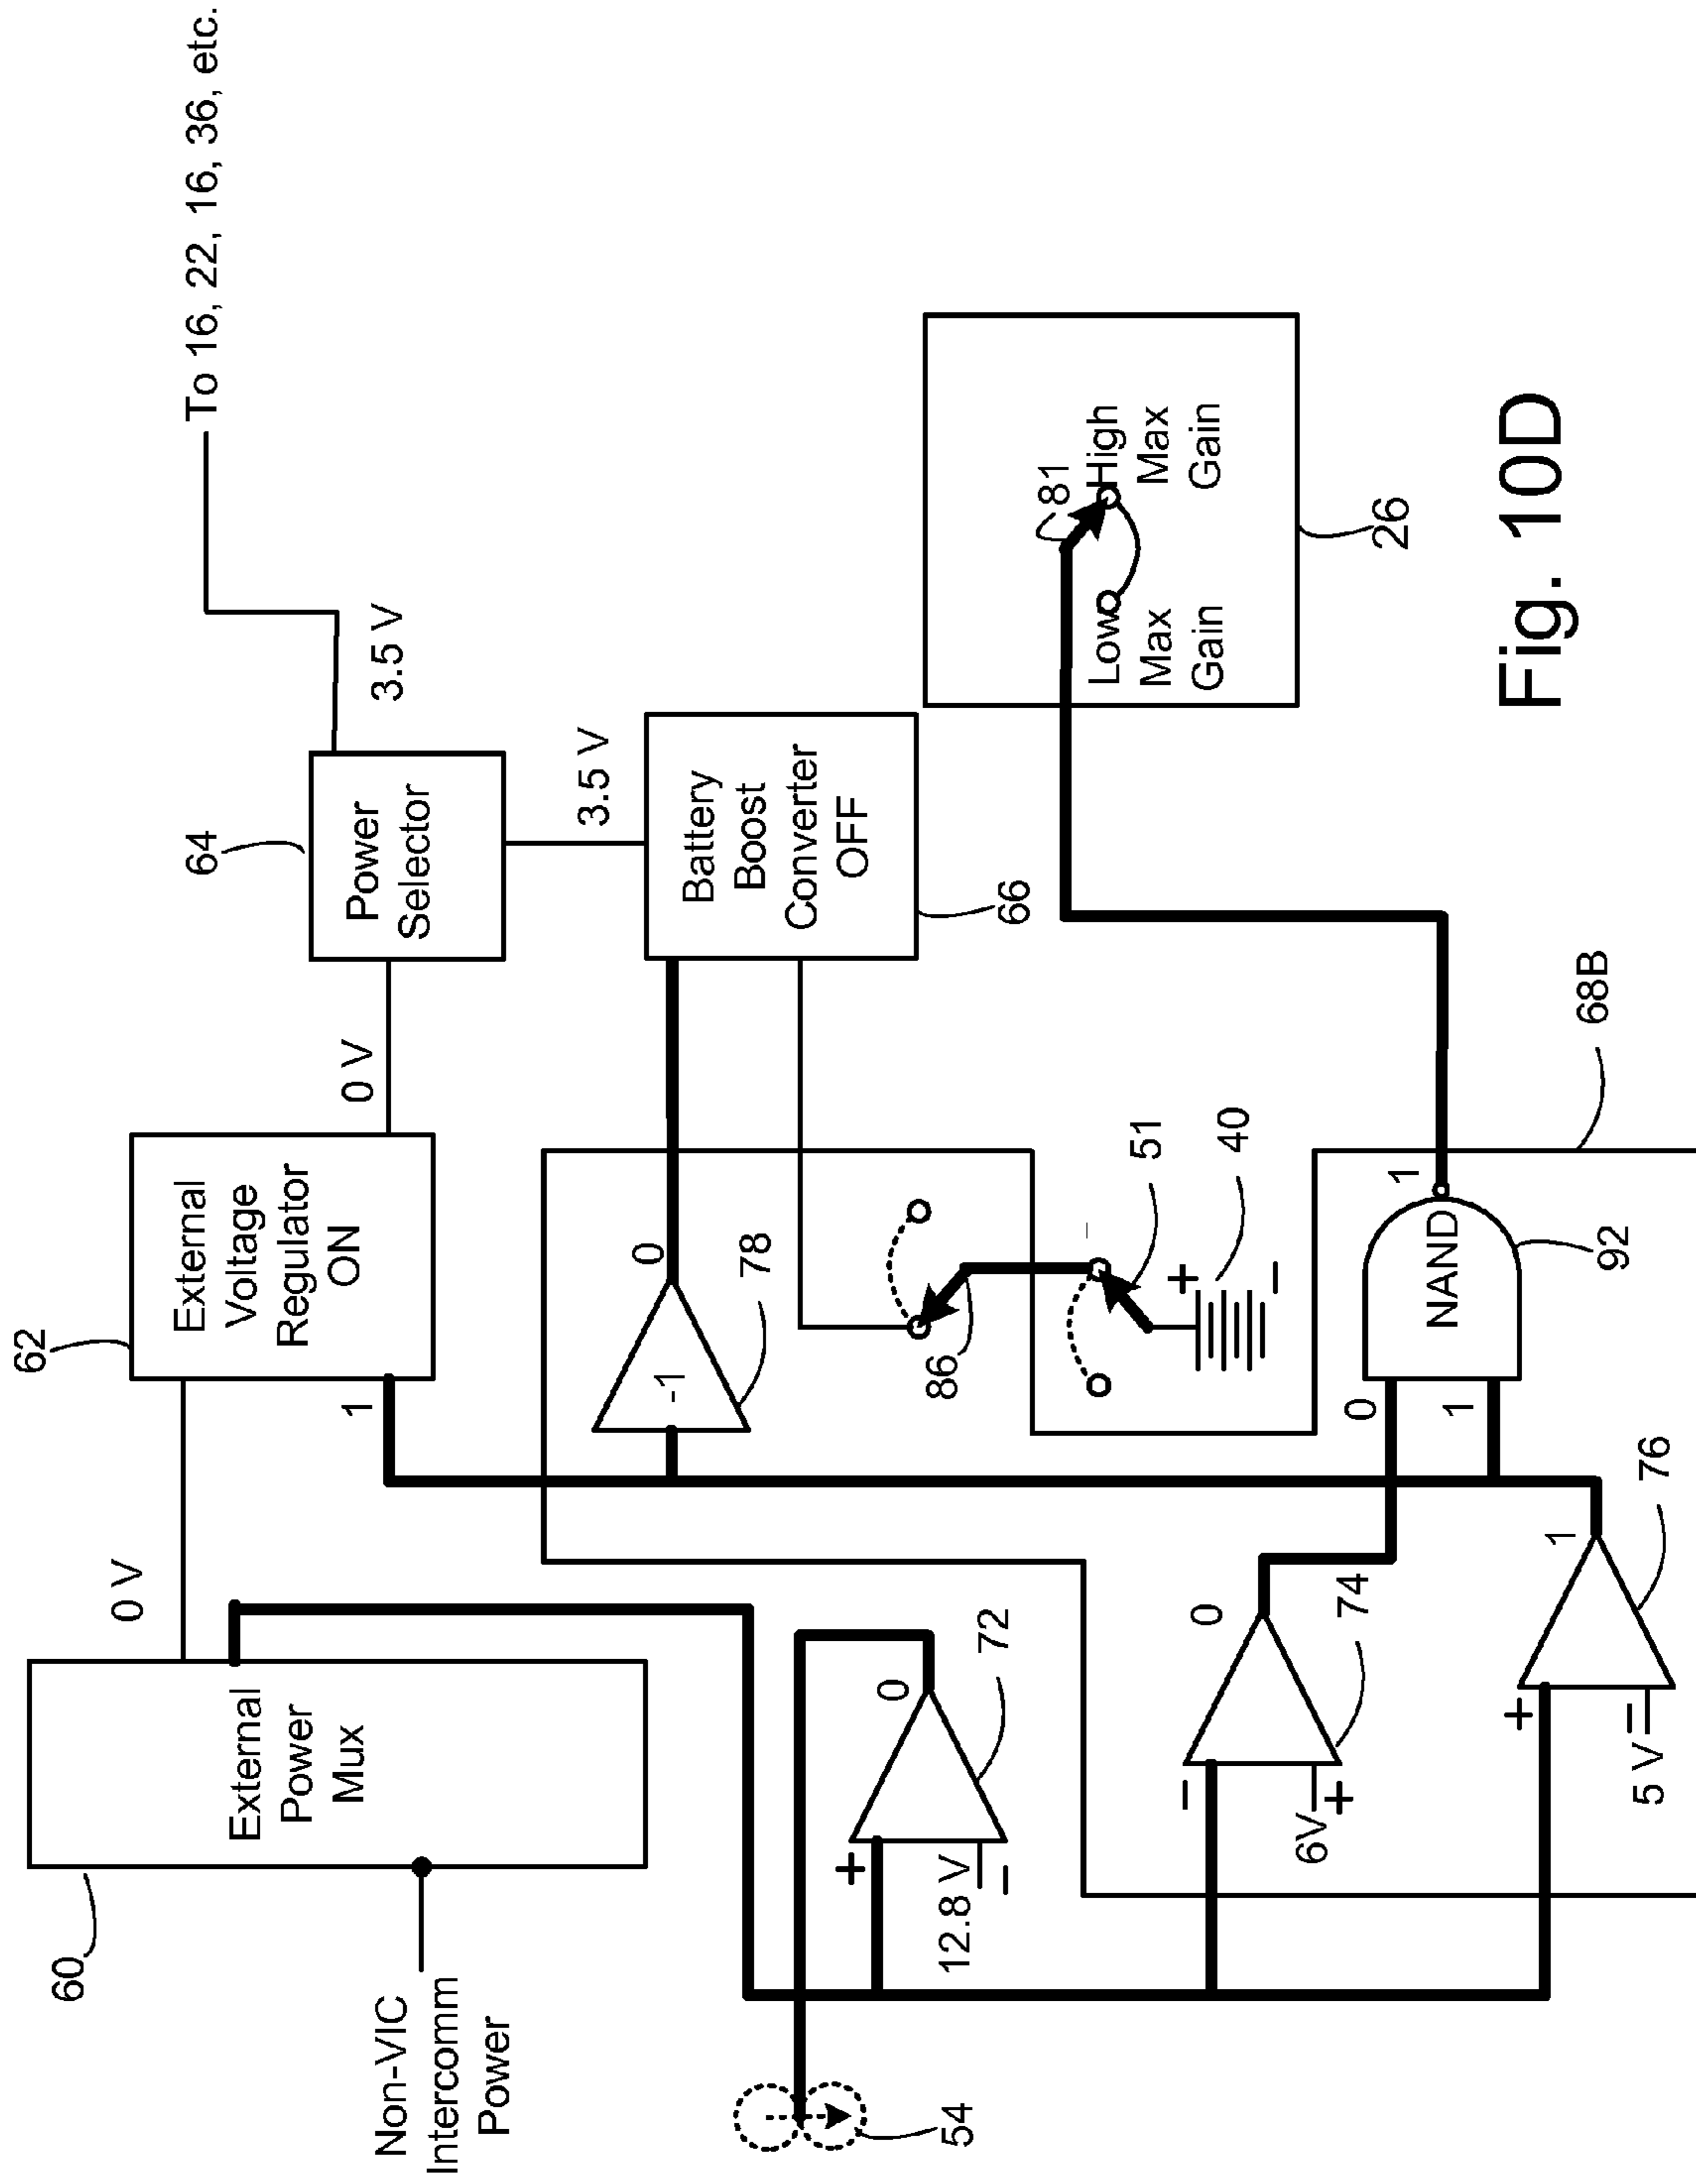 60
External
Power
Mux
Non-VIC
Intercomm
Power
0 V
62
External
Voltage
Regulator
ON
1
0 V
64
Power
Selector
3.5 V
To 16, 22, 16, 36, etc.
3.5 V
Battery
Boost
Converter
OFF
66
-1
0
78
86
51
40
+
−
54
+
12.8 V
−
0
72
−
6V
+
0
74
+
5 V
=
1
76
0
1
NAND
1
92
68B
81
Low
Max
Gain
High
Max
Gain
26
Fig. 10D